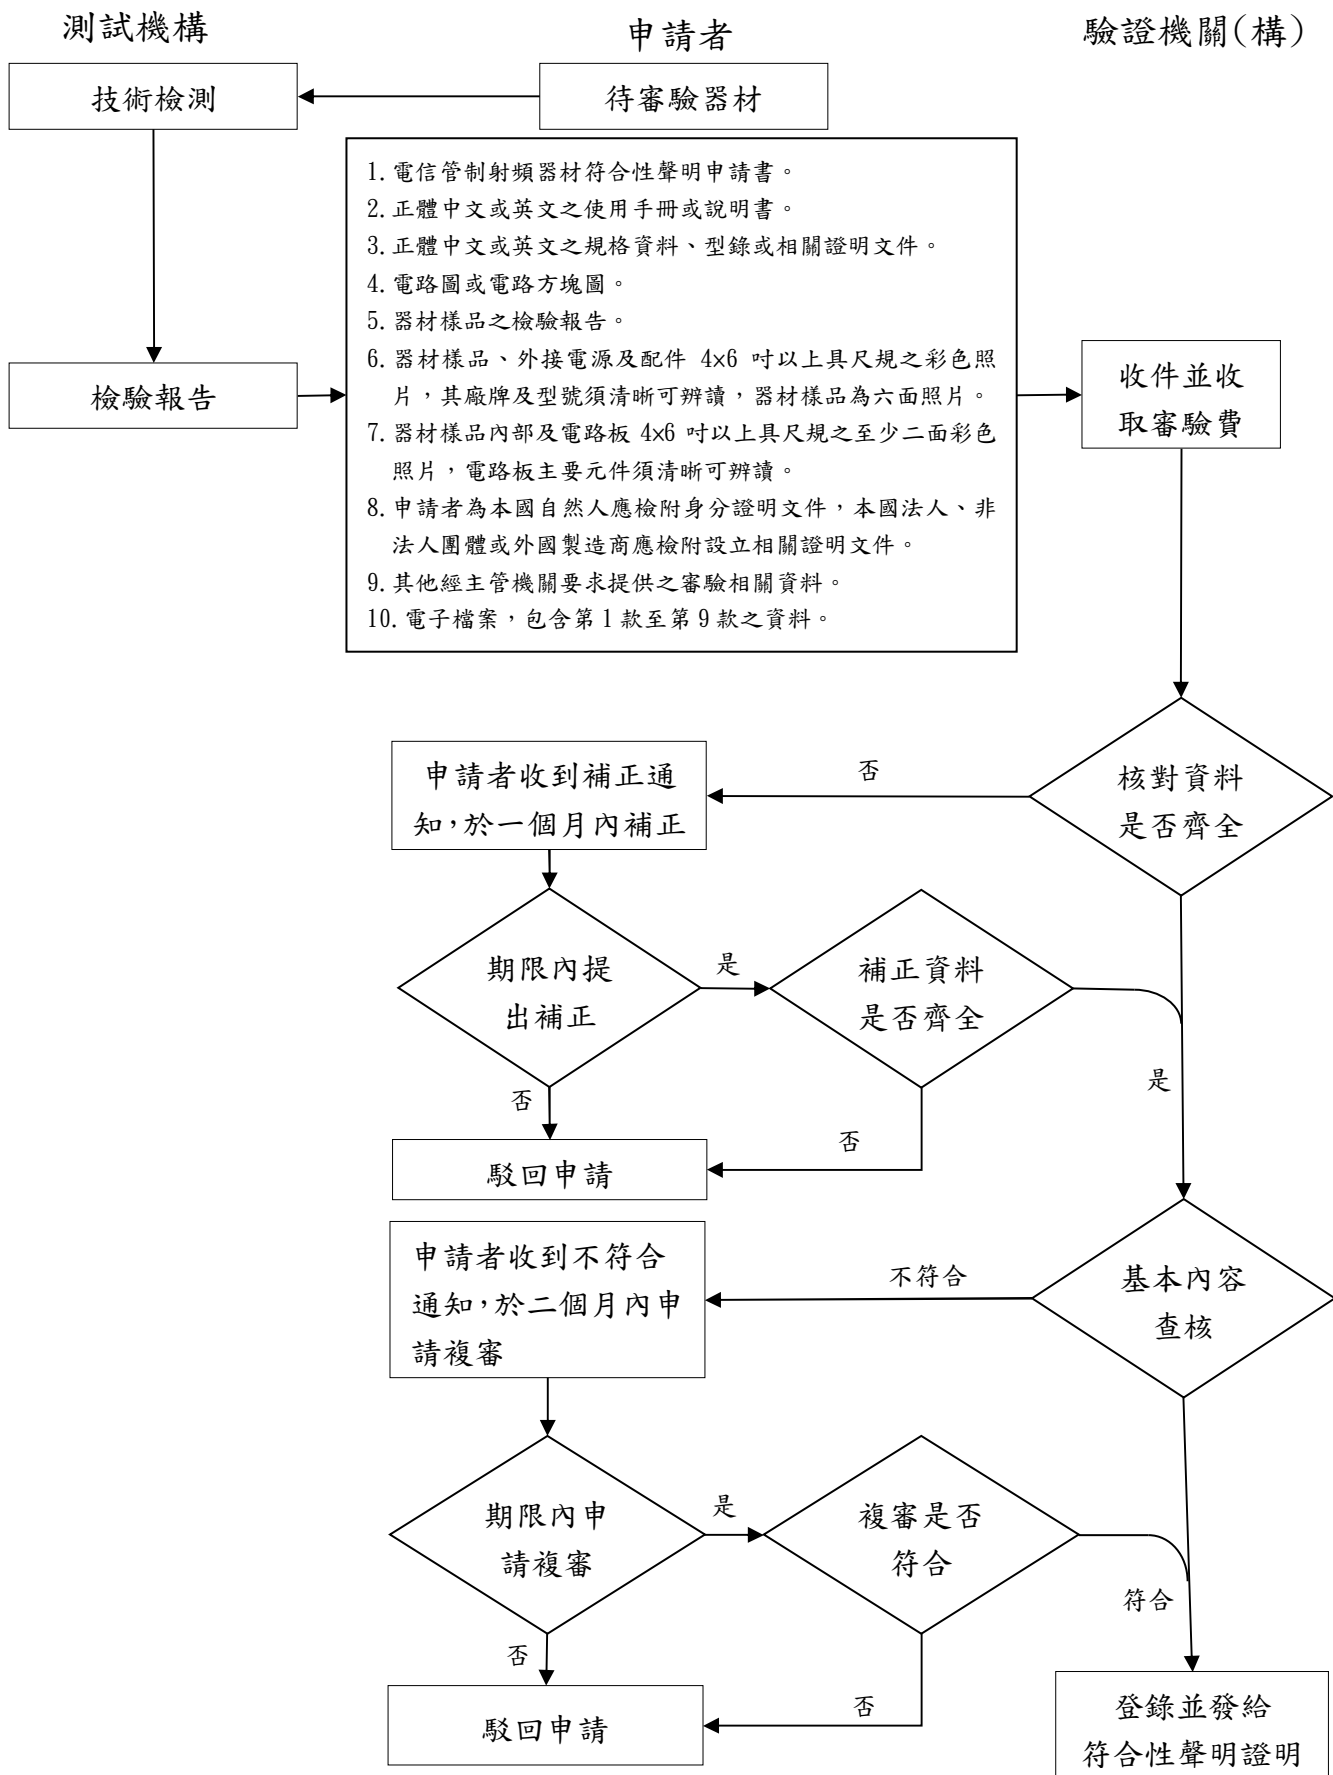 測試機構
申請者
驗證機關(構)
技術檢測
待審驗器材
1. 電信管制射頻器材符合性聲明申請書。
2. 正體中文或英文之使用手冊或說明書。
3. 正體中文或英文之規格資料、型錄或相關證明文件。
4. 電路圖或電路方塊圖。
5. 器材樣品之檢驗報告。
6. 器材樣品、外接電源及配件 4×6 吋以上具尺規之彩色照
片，其廠牌及型號須清晰可辨讀，器材樣品為六面照片。
7. 器材樣品內部及電路板 4×6 吋以上具尺規之至少二面彩色
照片，電路板主要元件須清晰可辨讀。
8. 申請者為本國自然人應檢附身分證明文件，本國法人、非
法人團體或外國製造商應檢附設立相關證明文件。
9. 其他經主管機關要求提供之審驗相關資料。
10. 電子檔案，包含第 1 款至第 9 款之資料。
檢驗報告
收件並收
取審驗費
核對資料
是否齊全
否
申請者收到補正通
知，於一個月內補正
期限內提
出補正
是
補正資料
是否齊全
是
否
否
駁回申請
基本內容
查核
不符合
申請者收到不符合
通知，於二個月內申
請複審
期限內申
請複審
是
複審是否
符合
符合
否
否
駁回申請
登錄並發給
符合性聲明證明